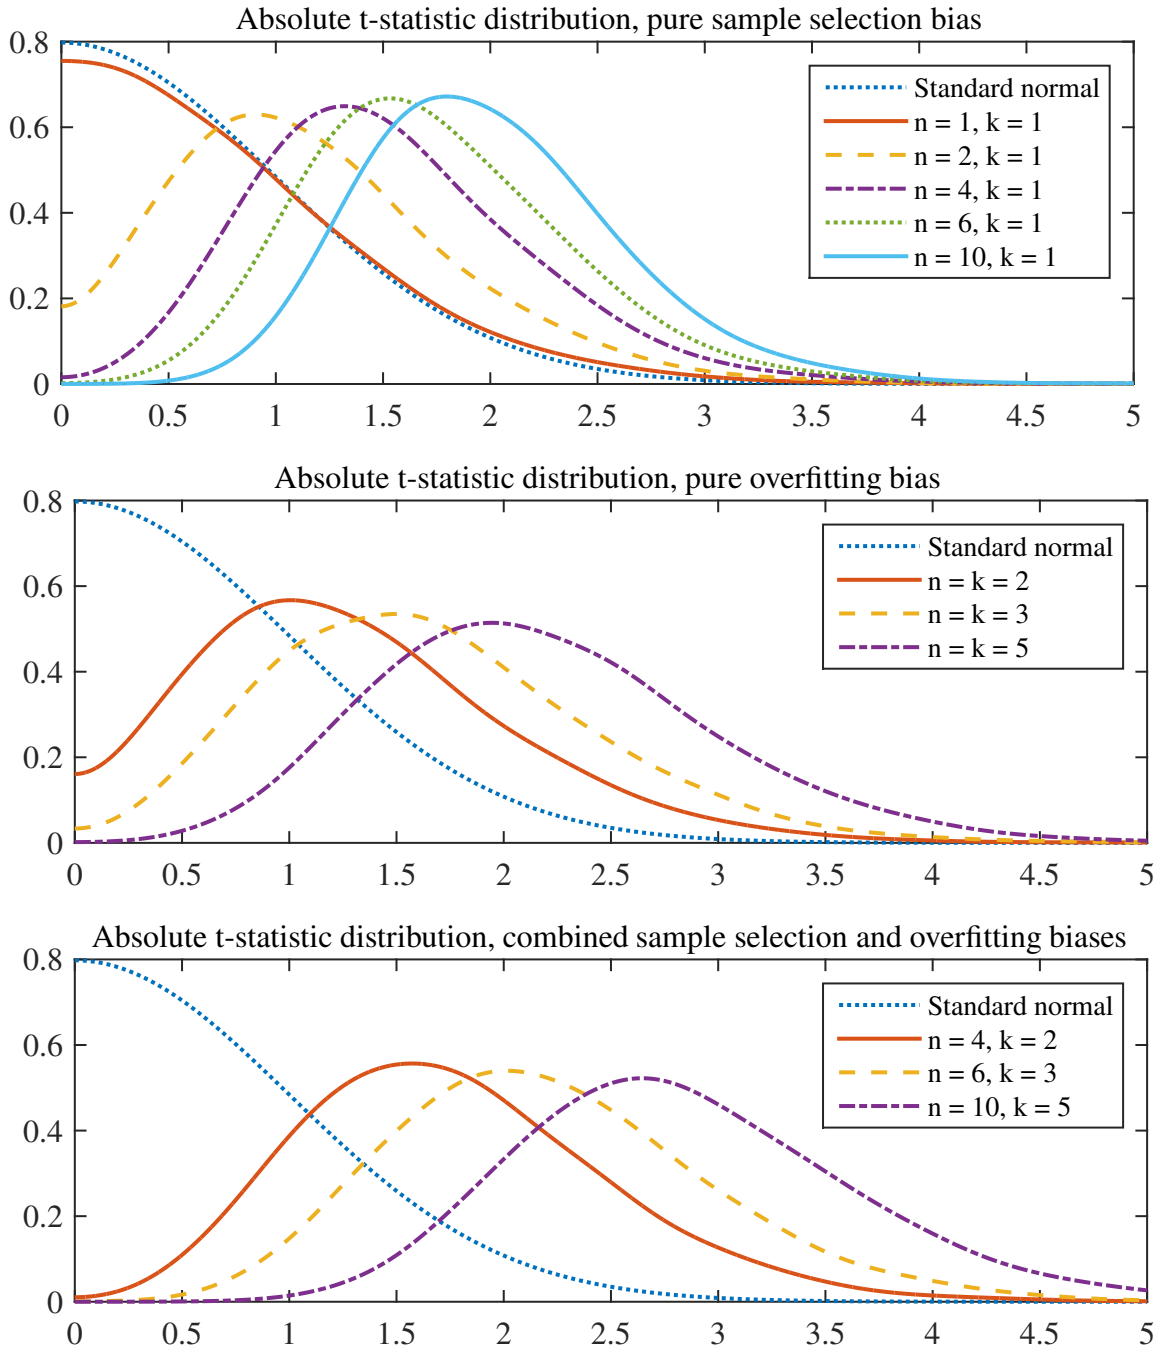 Absolute t-statistic distribution, pure sample selection bias
0.8
0.6
0.4
0.2
0
Standard normal
n = 1, k = 1
n = 2, k = 1
n = 4, k = 1
n = 6, k = 1
n = 10, k = 1
0 0.5 1 1.5 2 2.5 3 3.5 4 4.5 5
Absolute t-statistic distribution, pure overfitting bias
0.8
0.6
0.4
0.2
0
Standard normal
n = k = 2
n = k = 3
n = k = 5
0 0.5 1 1.5 2 2.5 3 3.5 4 4.5 5
Absolute t-statistic distribution, combined sample selection and overfitting biases
0.8
0.6
0.4
0.2
0
Standard normal
n = 4, k = 2
n = 6, k = 3
n = 10, k = 5
0 0.5 1 1.5 2 2.5 3 3.5 4 4.5 5